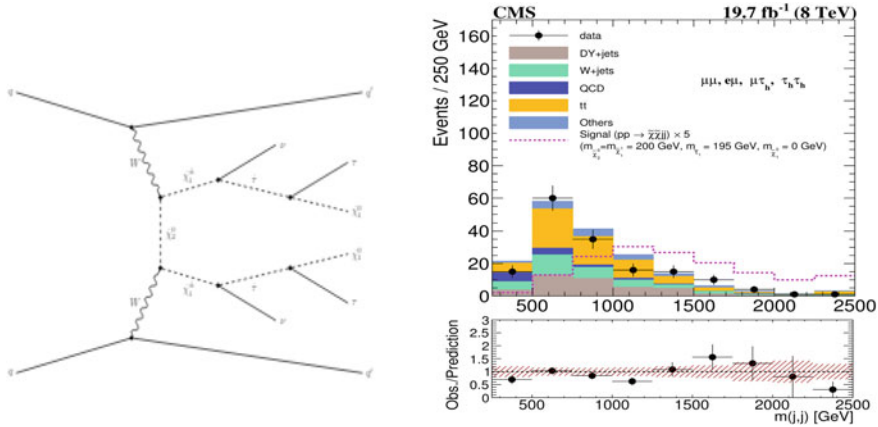 q
q'
W
ν
τ
τ
W
ν
q
q'
CMS
19.7 fb⁻¹ (8 TeV)
Events / 250 GeV
160
140
120
100
80
60
40
20
0
data
DY+jets
W+jets
QCD
tt
Others
Signal (pp → χ̃χ̃jj) × 5
μμ, eμ, μτₕ, τₕτₕ
500
1000
1500
2000
2500
Obs./Prediction
3
2.5
2
1.5
1
0.5
0
500
1000
1500
2000
2500
m(j,j) [GeV]